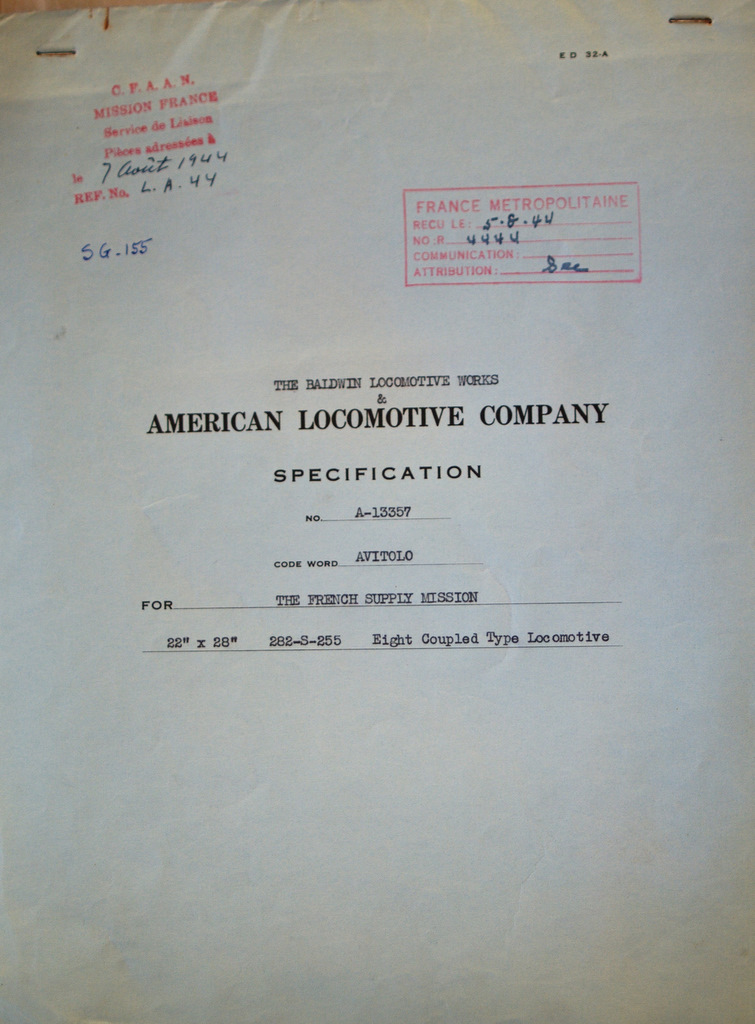 E D 32-A
C. F. A. A. N.
MISSION FRANCE
Service de Liaison
Pièces adressées à
le 7 Août 1944
REF. No. L. A. 44
SG-155
FRANCE METROPOLITAINE
RECU LE: 5-8-44
NO R. 4444
COMMUNICATION:
ATTRIBUTION:
THE BALDWIN LOCOMOTIVE WORKS
&
AMERICAN LOCOMOTIVE COMPANY
SPECIFICATION
NO. A-13357
CODE WORD AVITOLO
FOR THE FRENCH SUPPLY MISSION
22" x 28" 282-S-255 Eight Coupled Type Locomotive